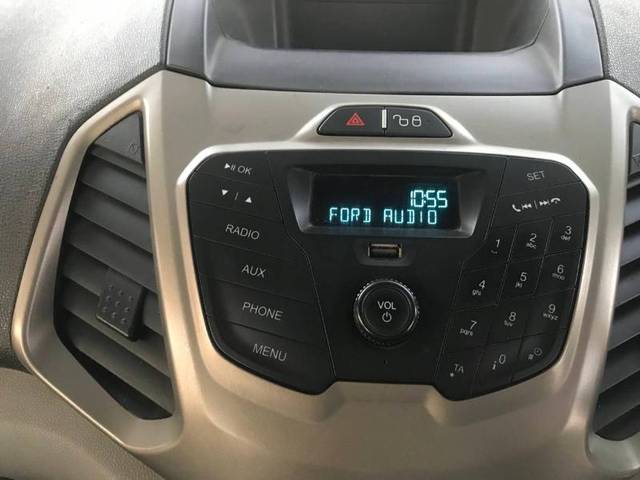 10:55
FORD AUDIO
▶II OK
▼ | ▲
RADIO
AUX
PHONE
MENU
VOL
SET
1
2 abc
3 def
4 ghi
5 jkl
6 mno
7 pqrs
8 tuv
9 wxyz
* TA
i 0
#